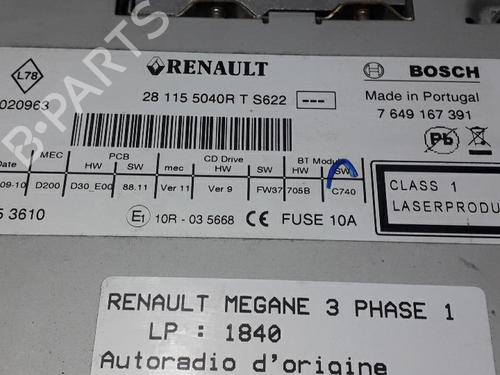 L78
RENAULT
BOSCH
020963
28 115 5040R T S622
Made in Portugal
7 649 167 391
Pb
Date MEC PCB CD Drive BT Module
HW SW mec HW SW HW SW
09-10 D200 D30_E00 88.11 Ver 11 Ver 9 FW37 705B C740
CLASS 1
LASERPRODU
5 3610
E1 10R - 03 5668 CE FUSE 10A
RENAULT MEGANE 3 PHASE 1
LP : 1840
Autoradio d'origine
B-PARTS